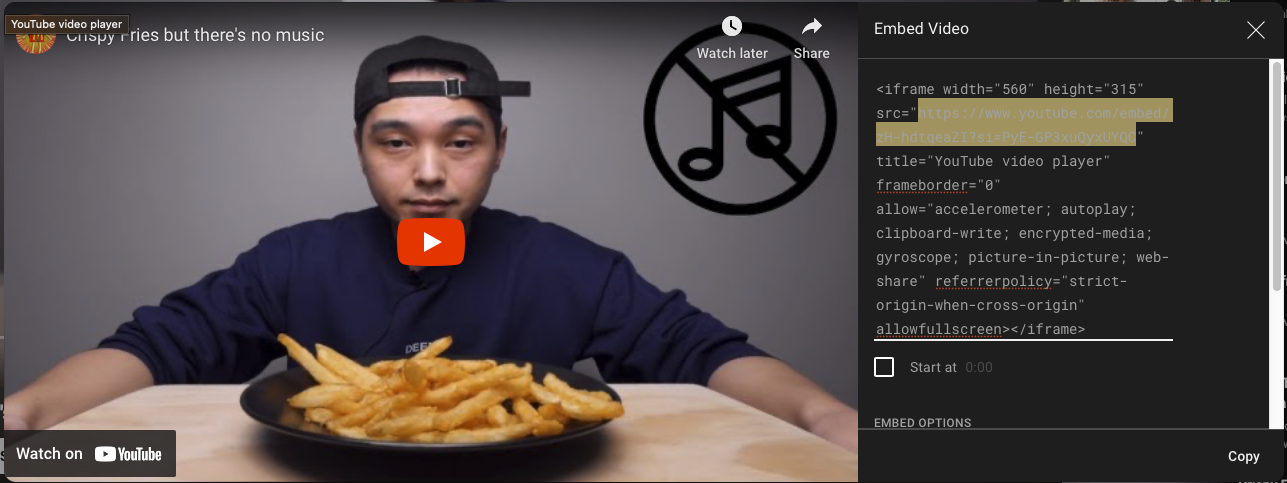 YouTube video player
Crispy Fries but there's no music
Watch later
Share
DEEP
Watch on YouTube
Embed Video
<iframe width="560" height="315"
src="https://www.youtube.com/embed/
zH-hdtqeaZI?si=PyE-GP3xuQyxUYQC"
title="YouTube video player"
frameborder="0"
allow="accelerometer; autoplay;
clipboard-write; encrypted-media;
gyroscope; picture-in-picture; web-
share" referrerpolicy="strict-
origin-when-cross-origin"
allowfullscreen></iframe>
Start at 0:00
EMBED OPTIONS
Copy